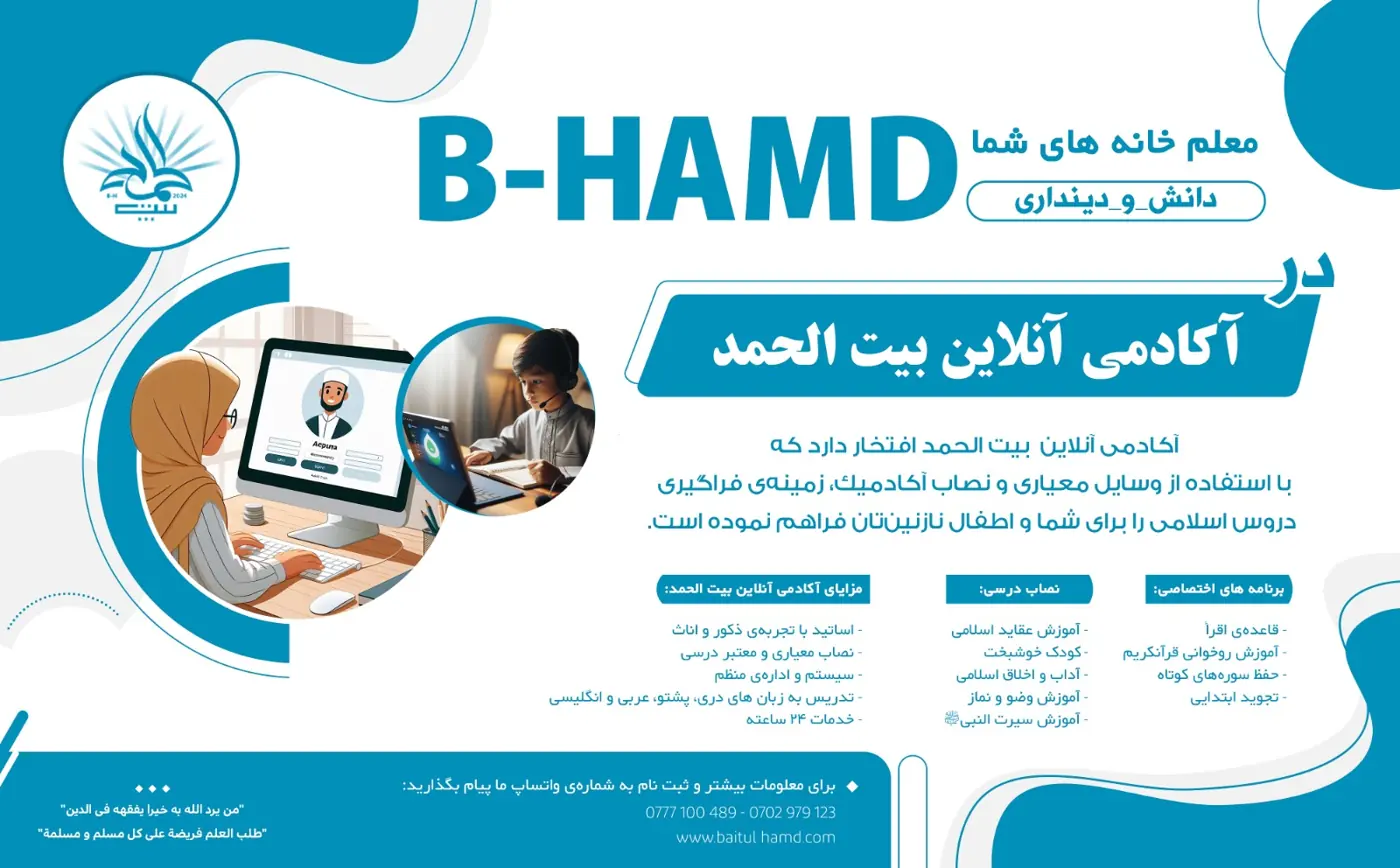 B-H
2024
بیت
B-HAMD
معلم خانه های شما
دانش_و_دینداری
در
آکادمی آنلاین بیت الحمد
آکادمی آنلاین بیت الحمد افتخار دارد که
با استفاده از وسایل معیاری و نصاب آکادمیک، زمینه‌ی فراگیری
دروس اسلامی را برای شما و اطفال نازنین‌تان فراهم نموده است.
برنامه های اختصاصی:
- قاعده‌ی اقرأ
- آموزش روخوانی قرآنکریم
- حفظ سوره‌های کوتاه
- تجوید ابتدایی
نصاب درسی:
- آموزش عقاید اسلامی
- کودک خوشبخت
- آداب و اخلاق اسلامی
- آموزش وضو و نماز
- آموزش سیرت النبی ﷺ
مزایای آکادمی آنلاین بیت الحمد:
- اساتید با تجربه‌ی ذکور و اناث
- نصاب معیاری و معتبر درسی
- سیستم و اداره‌ی منظم
- تدریس به زبان های دری، پشتو، عربی و انگلیسی
- خدمات ۲۴ ساعته
برای معلومات بیشتر و ثبت نام به شماره‌ی واتساپ ما پیام بگذارید:
0777 100 489 - 0702 979 123
www.baitul hamd.com
"من یرد الله به خیرا یفقهه فی الدین"
"طلب العلم فریضة علی کل مسلم و مسلمة"